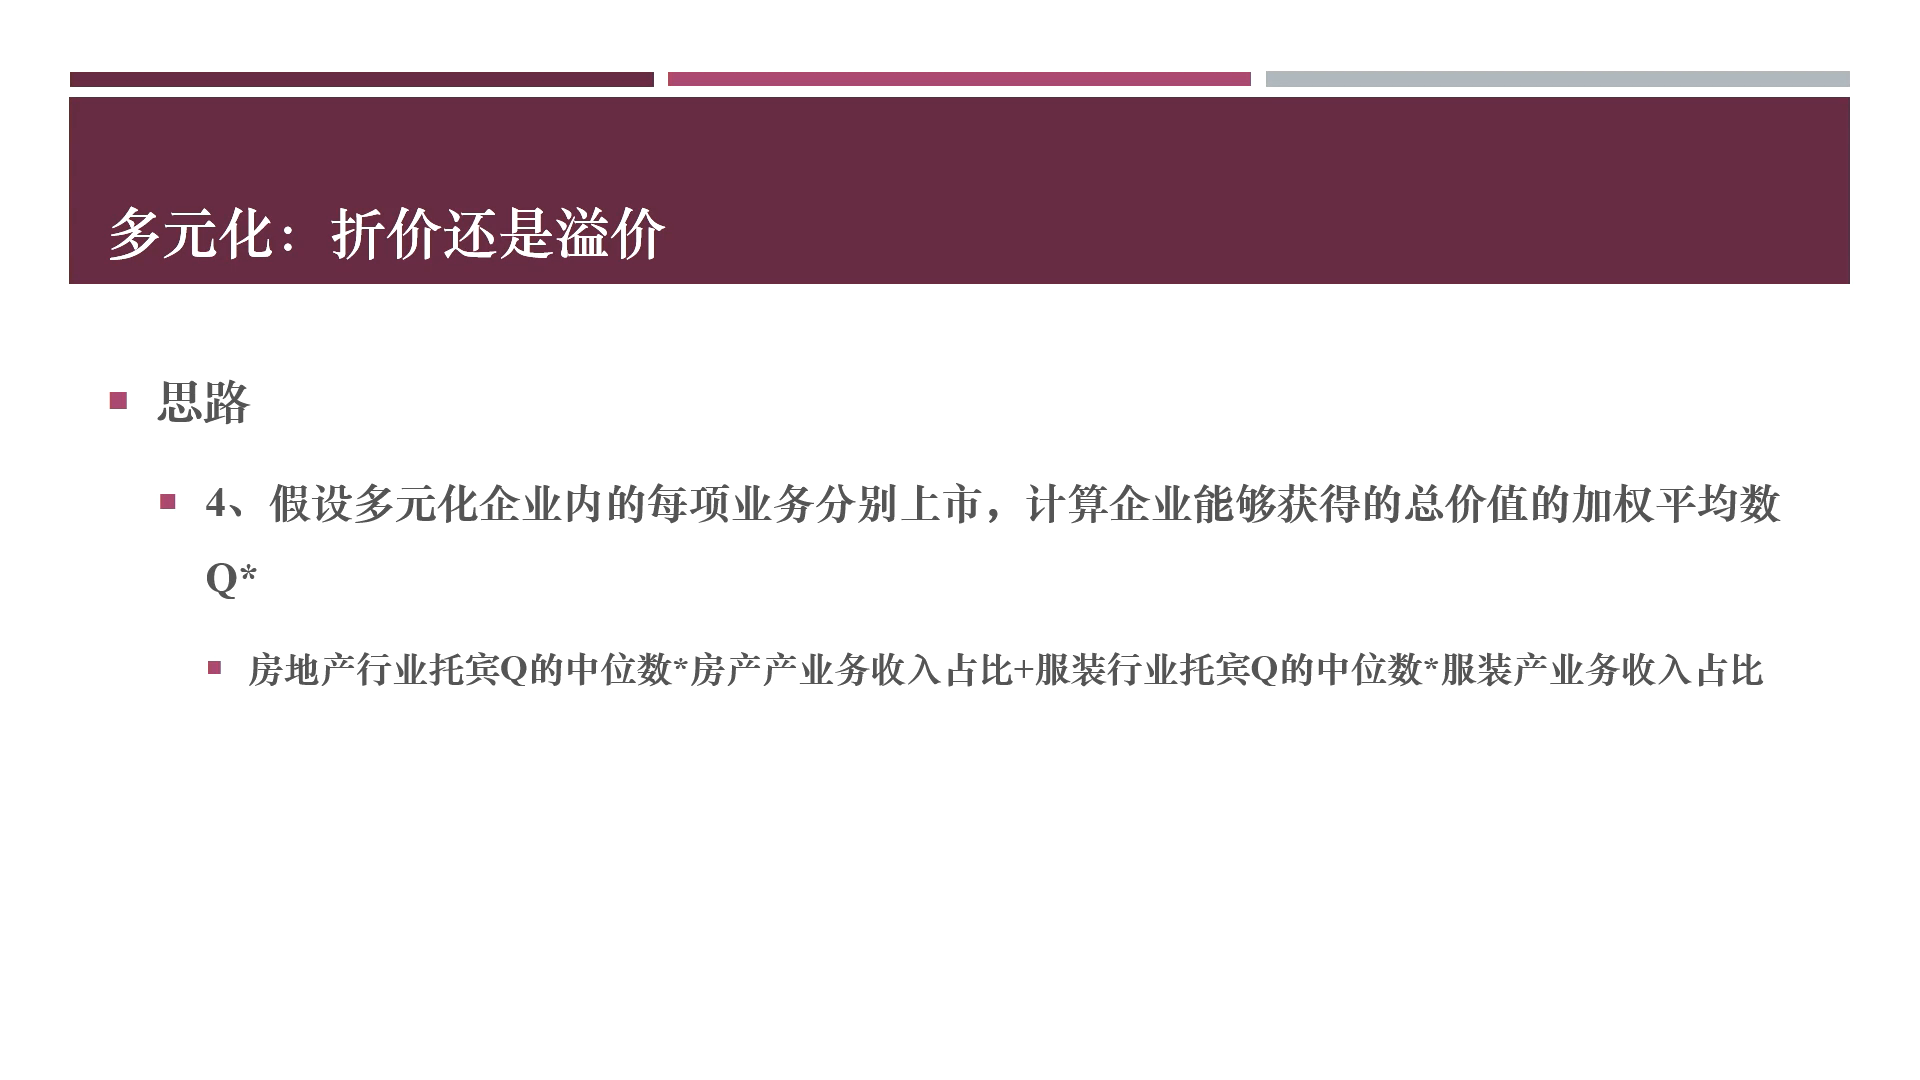 多元化：折价还是溢价
思路
4、假设多元化企业内的每项业务分别上市，计算企业能够获得的总价值的加权平均数
Q*
房地产行业托宾Q的中位数*房产产业务收入占比+服装行业托宾Q的中位数*服装产业务收入占比